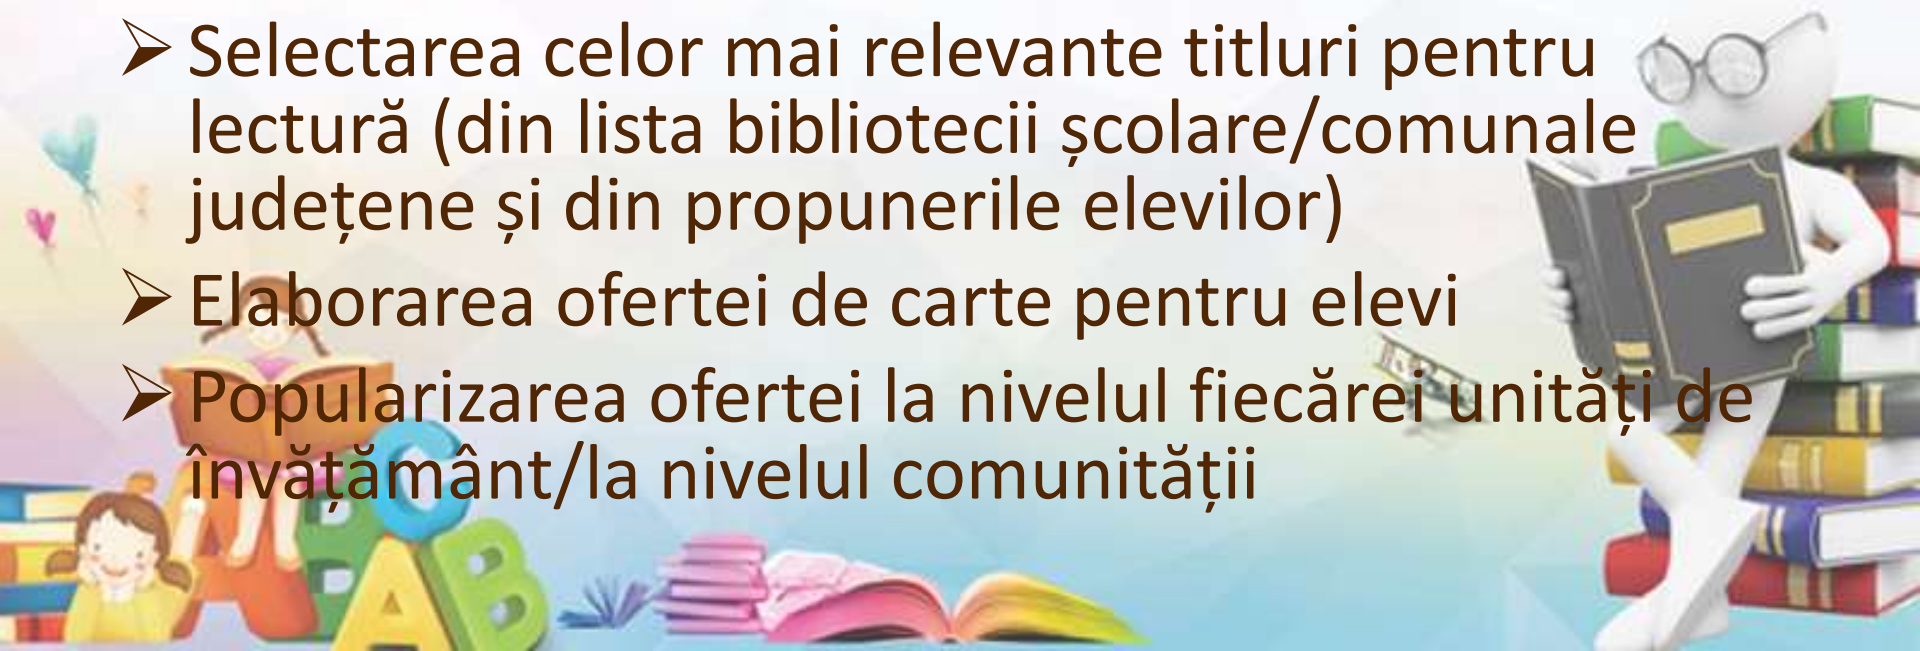 ➢ Selectarea celor mai relevante titluri pentru
lectură (din lista bibliotecii școlare/comunale
județene și din propunerile elevilor)
➢ Elaborarea ofertei de carte pentru elevi
➢ Popularizarea ofertei la nivelul fiecărei unități de
învățământ/la nivelul comunității